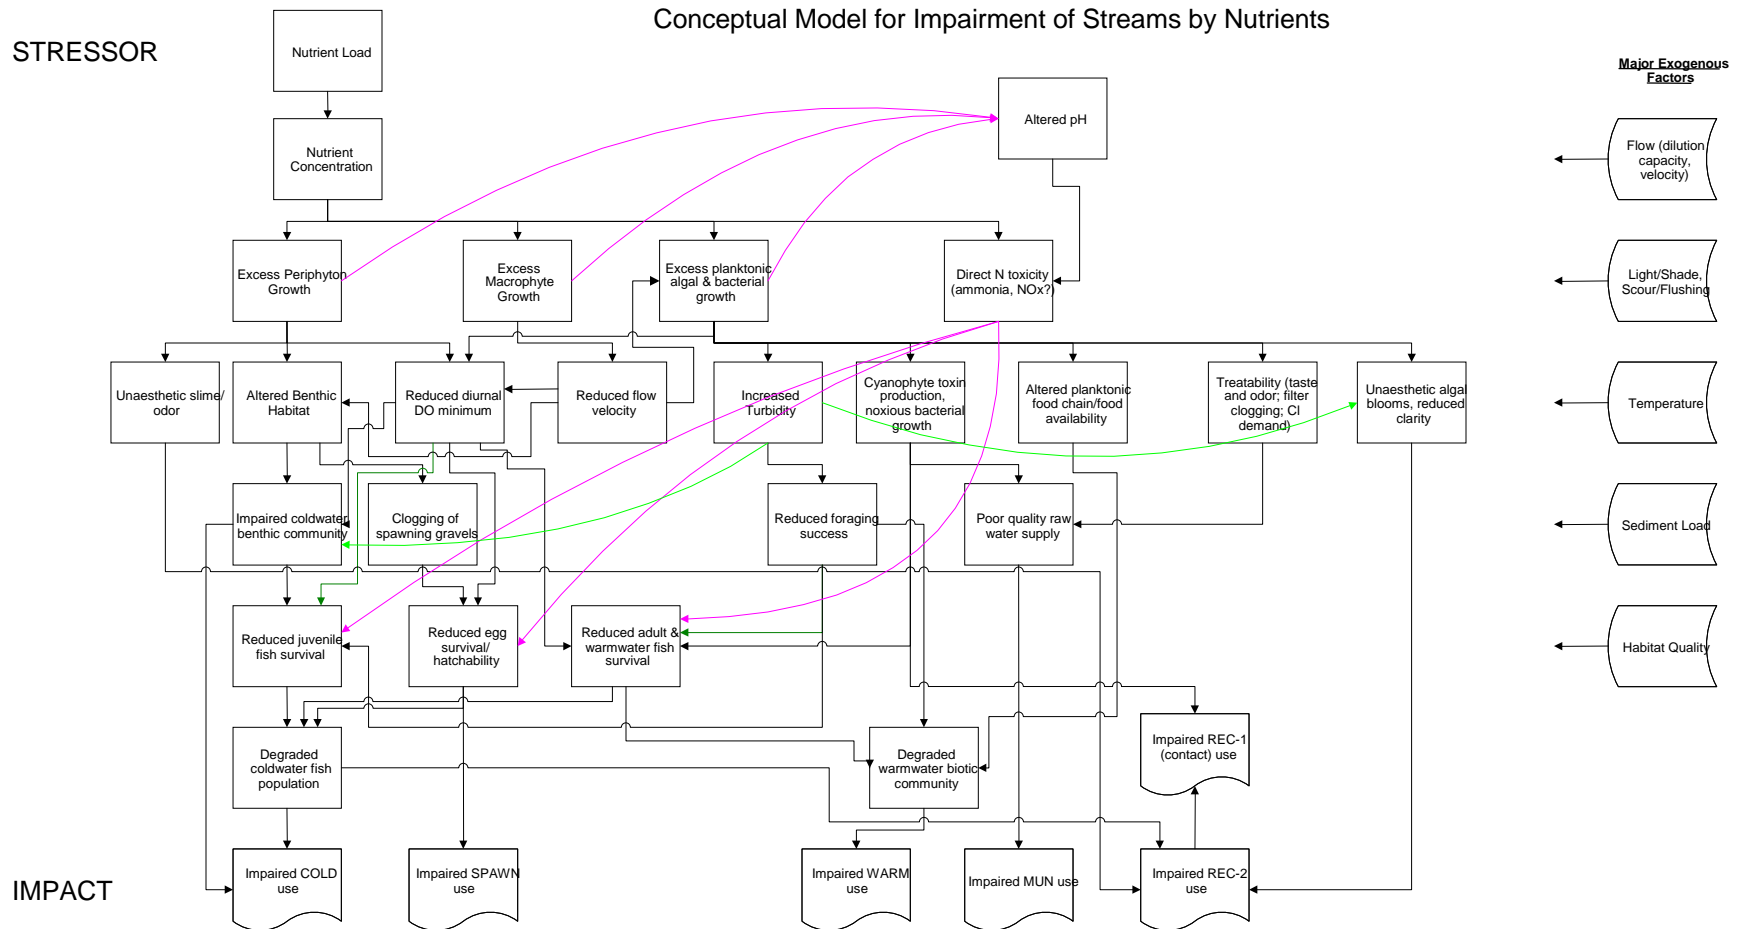 Conceptual Model for Impairment of Streams by Nutrients
STRESSOR
Nutrient Load
Major Exogenous
Factors
Altered pH
Nutrient
Concentration
Flow (dilution
capacity,
velocity)
Excess Periphyton
Growth
Excess
Macrophyte
Growth
Excess planktonic
algal & bacterial
growth
Direct N toxicity
(ammonia, NOx?)
Light/Shade,
Scour/Flushing
Unaesthetic slime/
odor
Altered Benthic
Habitat
Reduced diurnal
DO minimum
Reduced flow
velocity
Increased
Turbidity
Cyanophyte toxin
production,
noxious bacterial
growth
Altered planktonic
food chain/food
availability
Treatability (taste
and odor; filter
clogging; Cl
demand)
Unaesthetic algal
blooms, reduced
clarity
Temperature
Impaired coldwater
benthic community
Clogging of
spawning gravels
Reduced foraging
success
Poor quality raw
water supply
Sediment Load
Reduced juvenile
fish survival
Reduced egg
survival/
hatchability
Reduced adult &
warmwater fish
survival
Habitat Quality
Degraded
coldwater fish
population
Degraded
warmwater biotic
community
Impaired REC-1
(contact) use
IMPACT
Impaired COLD
use
Impaired SPAWN
use
Impaired WARM
use
Impaired MUN use
Impaired REC-2
use